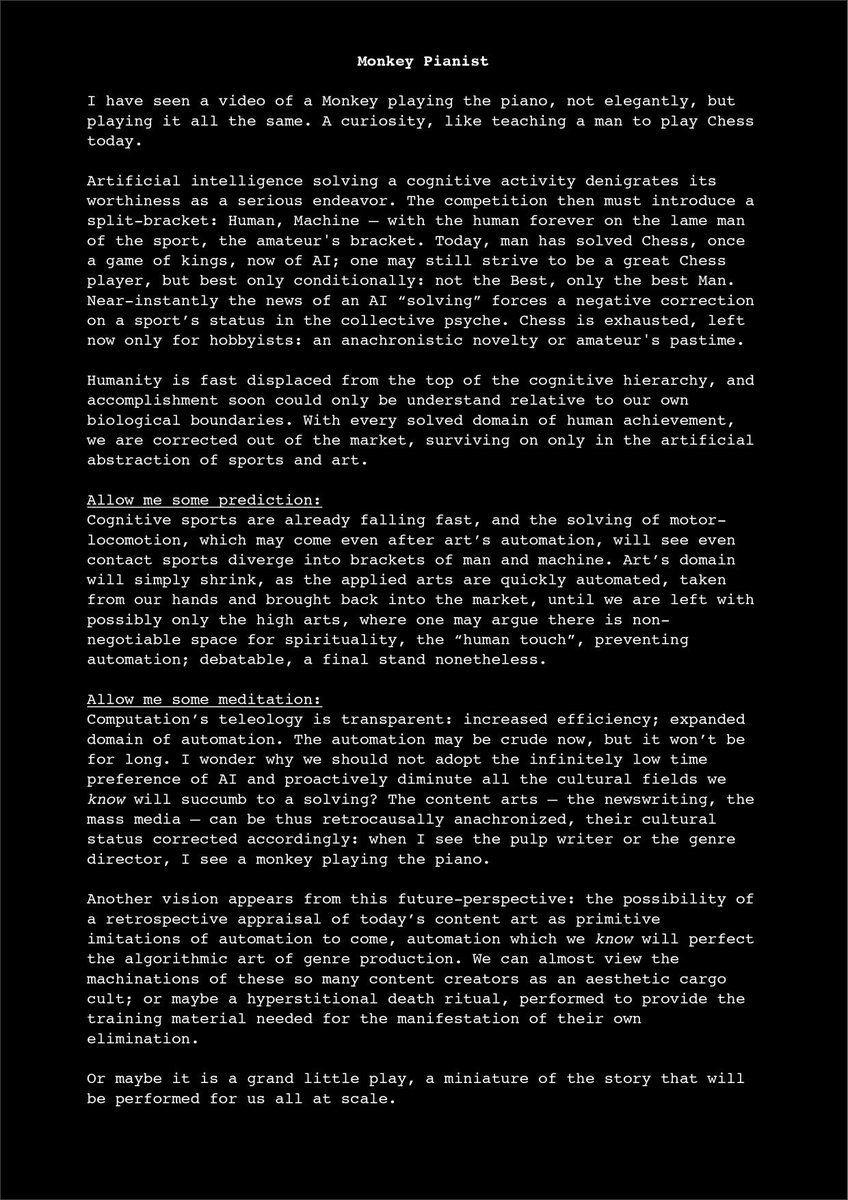 Monkey Pianist
I have seen a video of a Monkey playing the piano, not elegantly, but
playing it all the same. A curiosity, like teaching a man to play Chess
today.
Artificial intelligence solving a cognitive activity denigrates its
worthiness as a serious endeavor. The competition then must introduce a
split-bracket: Human, Machine — with the human forever on the lame man
of the sport, the amateur's bracket. Today, man has solved Chess, once
a game of kings, now of AI; one may still strive to be a great Chess
player, but best only conditionally: not the Best, only the best Man.
Near-instantly the news of an AI “solving” forces a negative correction
on a sport’s status in the collective psyche. Chess is exhausted, left
now only for hobbyists: an anachronistic novelty or amateur's pastime.
Humanity is fast displaced from the top of the cognitive hierarchy, and
accomplishment soon could only be understand relative to our own
biological boundaries. With every solved domain of human achievement,
we are corrected out of the market, surviving on only in the artificial
abstraction of sports and art.
Allow me some prediction:
Cognitive sports are already falling fast, and the solving of motor-
locomotion, which may come even after art’s automation, will see even
contact sports diverge into brackets of man and machine. Art’s domain
will simply shrink, as the applied arts are quickly automated, taken
from our hands and brought back into the market, until we are left with
possibly only the high arts, where one may argue there is non-
negotiable space for spirituality, the “human touch”, preventing
automation; debatable, a final stand nonetheless.
Allow me some meditation:
Computation’s teleology is transparent: increased efficiency; expanded
domain of automation. The automation may be crude now, but it won’t be
for long. I wonder why we should not adopt the infinitely low time
preference of AI and proactively diminute all the cultural fields we
know will succumb to a solving? The content arts — the newswriting, the
mass media — can be thus retrocausally anachronized, their cultural
status corrected accordingly: when I see the pulp writer or the genre
director, I see a monkey playing the piano.
Another vision appears from this future-perspective: the possibility of
a retrospective appraisal of today’s content art as primitive
imitations of automation to come, automation which we know will perfect
the algorithmic art of genre production. We can almost view the
machinations of these so many content creators as an aesthetic cargo
cult; or maybe a hyperstitional death ritual, performed to provide the
training material needed for the manifestation of their own
elimination.
Or maybe it is a grand little play, a miniature of the story that will
be performed for us all at scale.